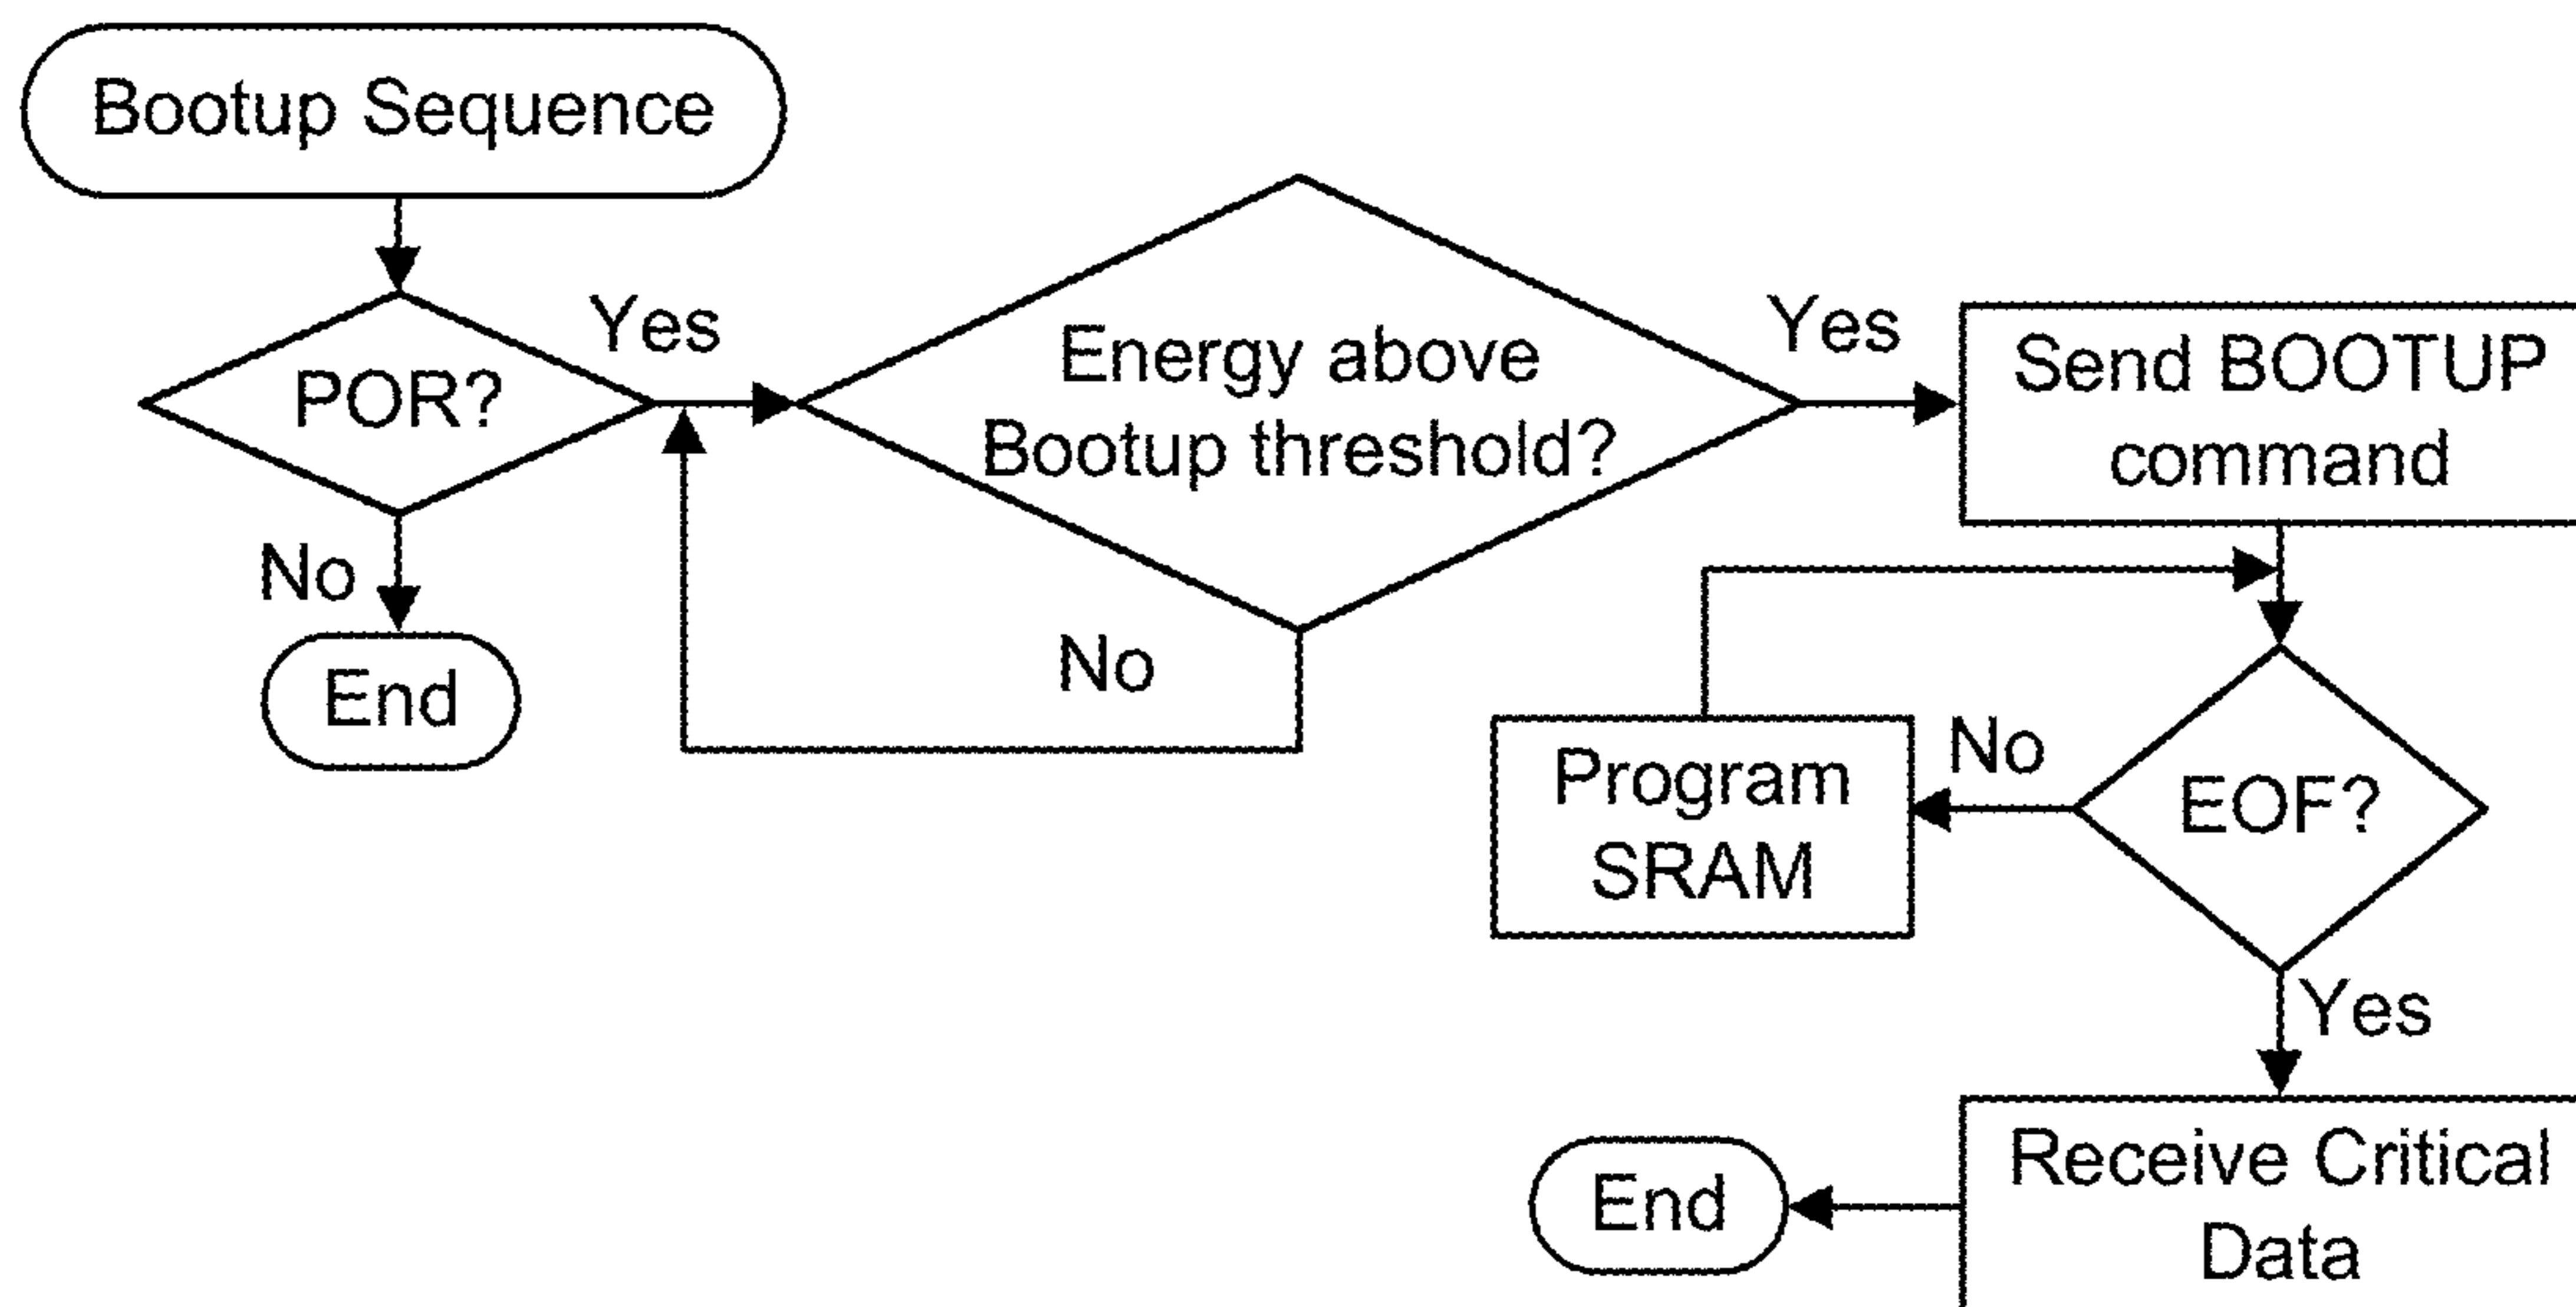 Bootup Sequence
POR?
Yes
No
End
Energy above
Bootup threshold?
Yes
No
Send BOOTUP
command
EOF?
No
Program
SRAM
Yes
Receive Critical
Data
End